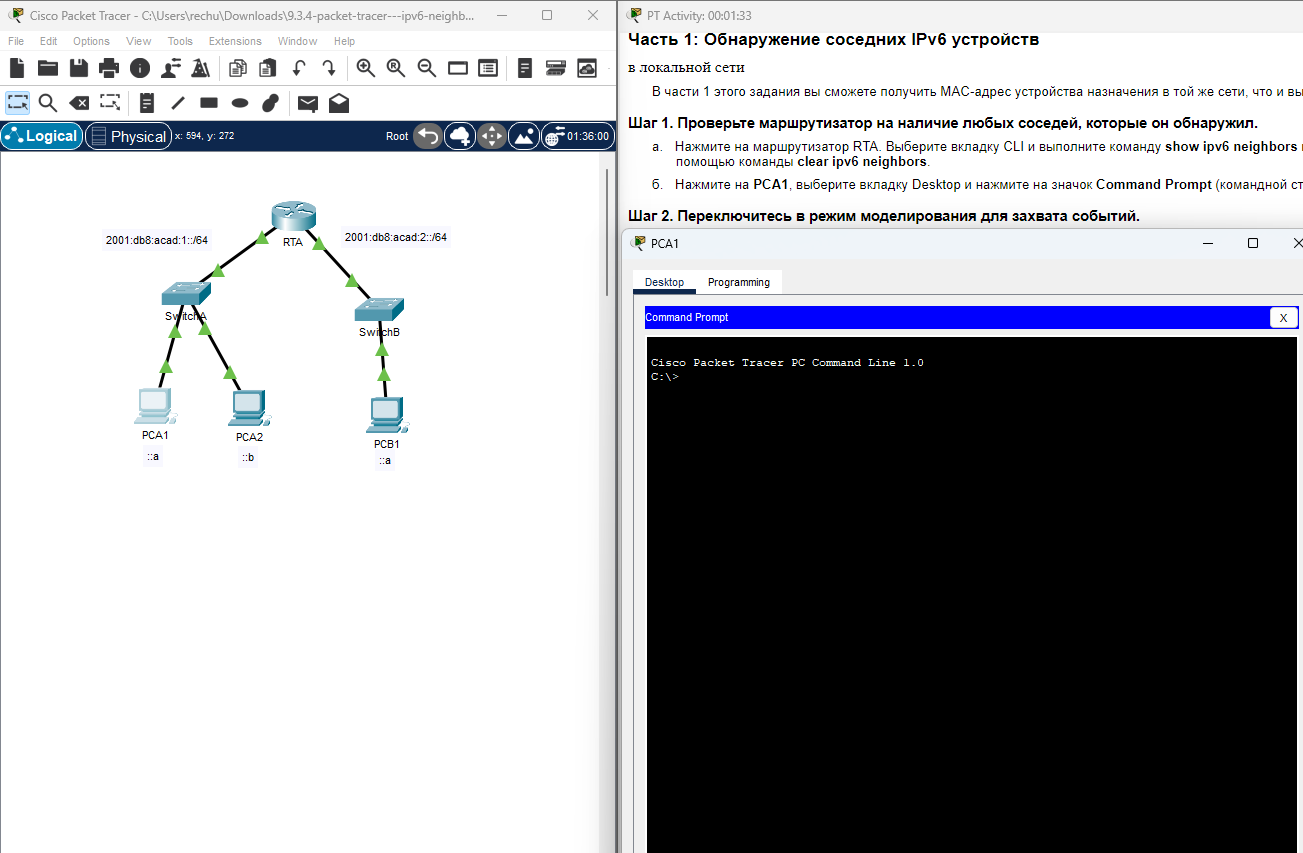 Cisco Packet Tracer - C:\Users\rechu\Downloads\9.3.4-packet-tracer---ipv6-neighb...
File Edit Options View Tools Extensions Window Help
Logical Physical x: 594, y: 272 Root 01:36:00
RTA
2001:db8:acad:1::/64
2001:db8:acad:2::/64
SwitchA
SwitchB
PCA1
::a
PCA2
::b
PCB1
::a
PT Activity: 00:01:33
Часть 1: Обнаружение соседних IPv6 устройств
в локальной сети
В части 1 этого задания вы сможете получить MAC-адрес устройства назначения в той же сети, что и вы
Шаг 1. Проверьте маршрутизатор на наличие любых соседей, которые он обнаружил.
а. Нажмите на маршрутизатор RTA. Выберите вкладку CLI и выполните команду show ipv6 neighbors
помощью команды clear ipv6 neighbors.
б. Нажмите на PCA1, выберите вкладку Desktop и нажмите на значок Command Prompt (командной ст
Шаг 2. Переключитесь в режим моделирования для захвата событий.
PCA1
Desktop Programming
Command Prompt X
Cisco Packet Tracer PC Command Line 1.0
C:\>